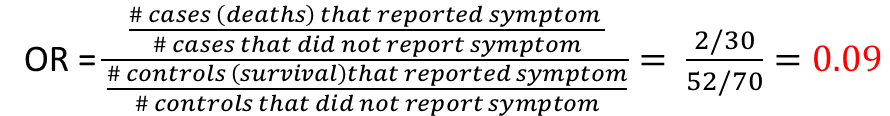 # cases (deaths) that reported symptom
# cases that did not report symptom
OR =
# controls (survival)that reported symptom
# controls that did not report symptom
=
2/30
52/70
= 0.09